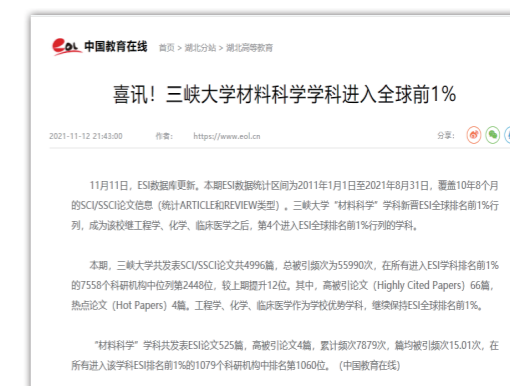 eol 中国教育在线 首页 > 湖北分站 > 湖北高等教育
喜讯！三峡大学材料科学学科进入全球前1%
2021-11-12 21:43:00 作者： https://www.eol.cn 分享：
11月11日，ESI数据库更新。本期ESI数据统计区间为2011年1月1日至2021年8月31日，覆盖10年8个月
的SCI/SSCI论文信息（统计ARTICLE和REVIEW类型）。三峡大学“材料科学”学科新晋ESI全球排名前1%行
列，成为该校继工程学、化学、临床医学之后，第4个进入ESI全球排名前1%行列的学科。
本期，三峡大学共发表SCI/SSCI论文共4996篇，总被引频次为55990次，在所有进入ESI学科排名前1%
的7558个科研机构中位列第2448位，较上期提升12位。其中，高被引论文（Highly Cited Papers）66篇，
热点论文（Hot Papers）4篇。工程学、化学、临床医学作为学校优势学科，继续保持ESI全球排名前1%。
“材料科学”学科共发表ESI论文525篇，高被引论文4篇，累计频次7879次，篇均被引频次15.01次，在
所有进入该学科ESI排名前1%的1079个科研机构中排名第1060位。（中国教育在线）